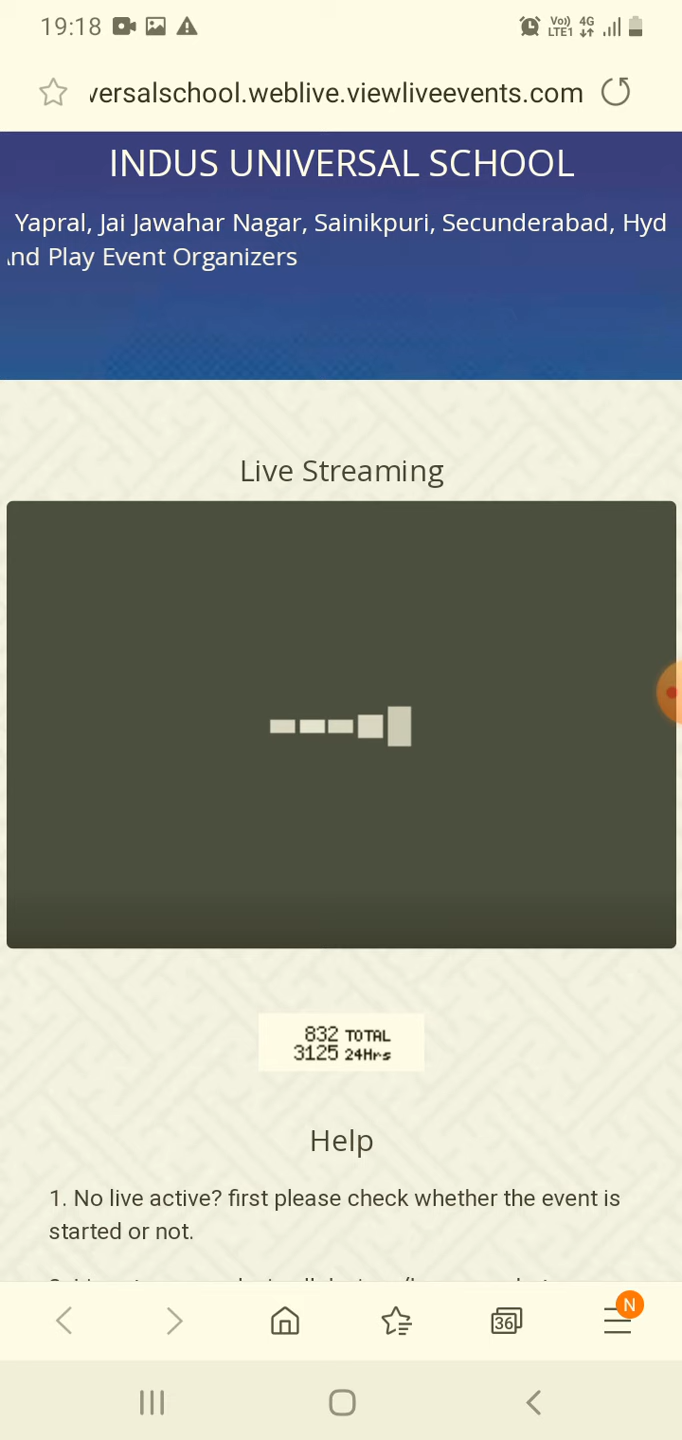 19:18
Vo)) 4G
LTE1
versalschool.weblive.viewliveevents.com
INDUS UNIVERSAL SCHOOL
Yapral, Jai Jawahar Nagar, Sainikpuri, Secunderabad, Hyd
And Play Event Organizers
Live Streaming
832 TOTAL
3125 24Hrs
Help
1. No live active? first please check whether the event is
started or not.
36
N